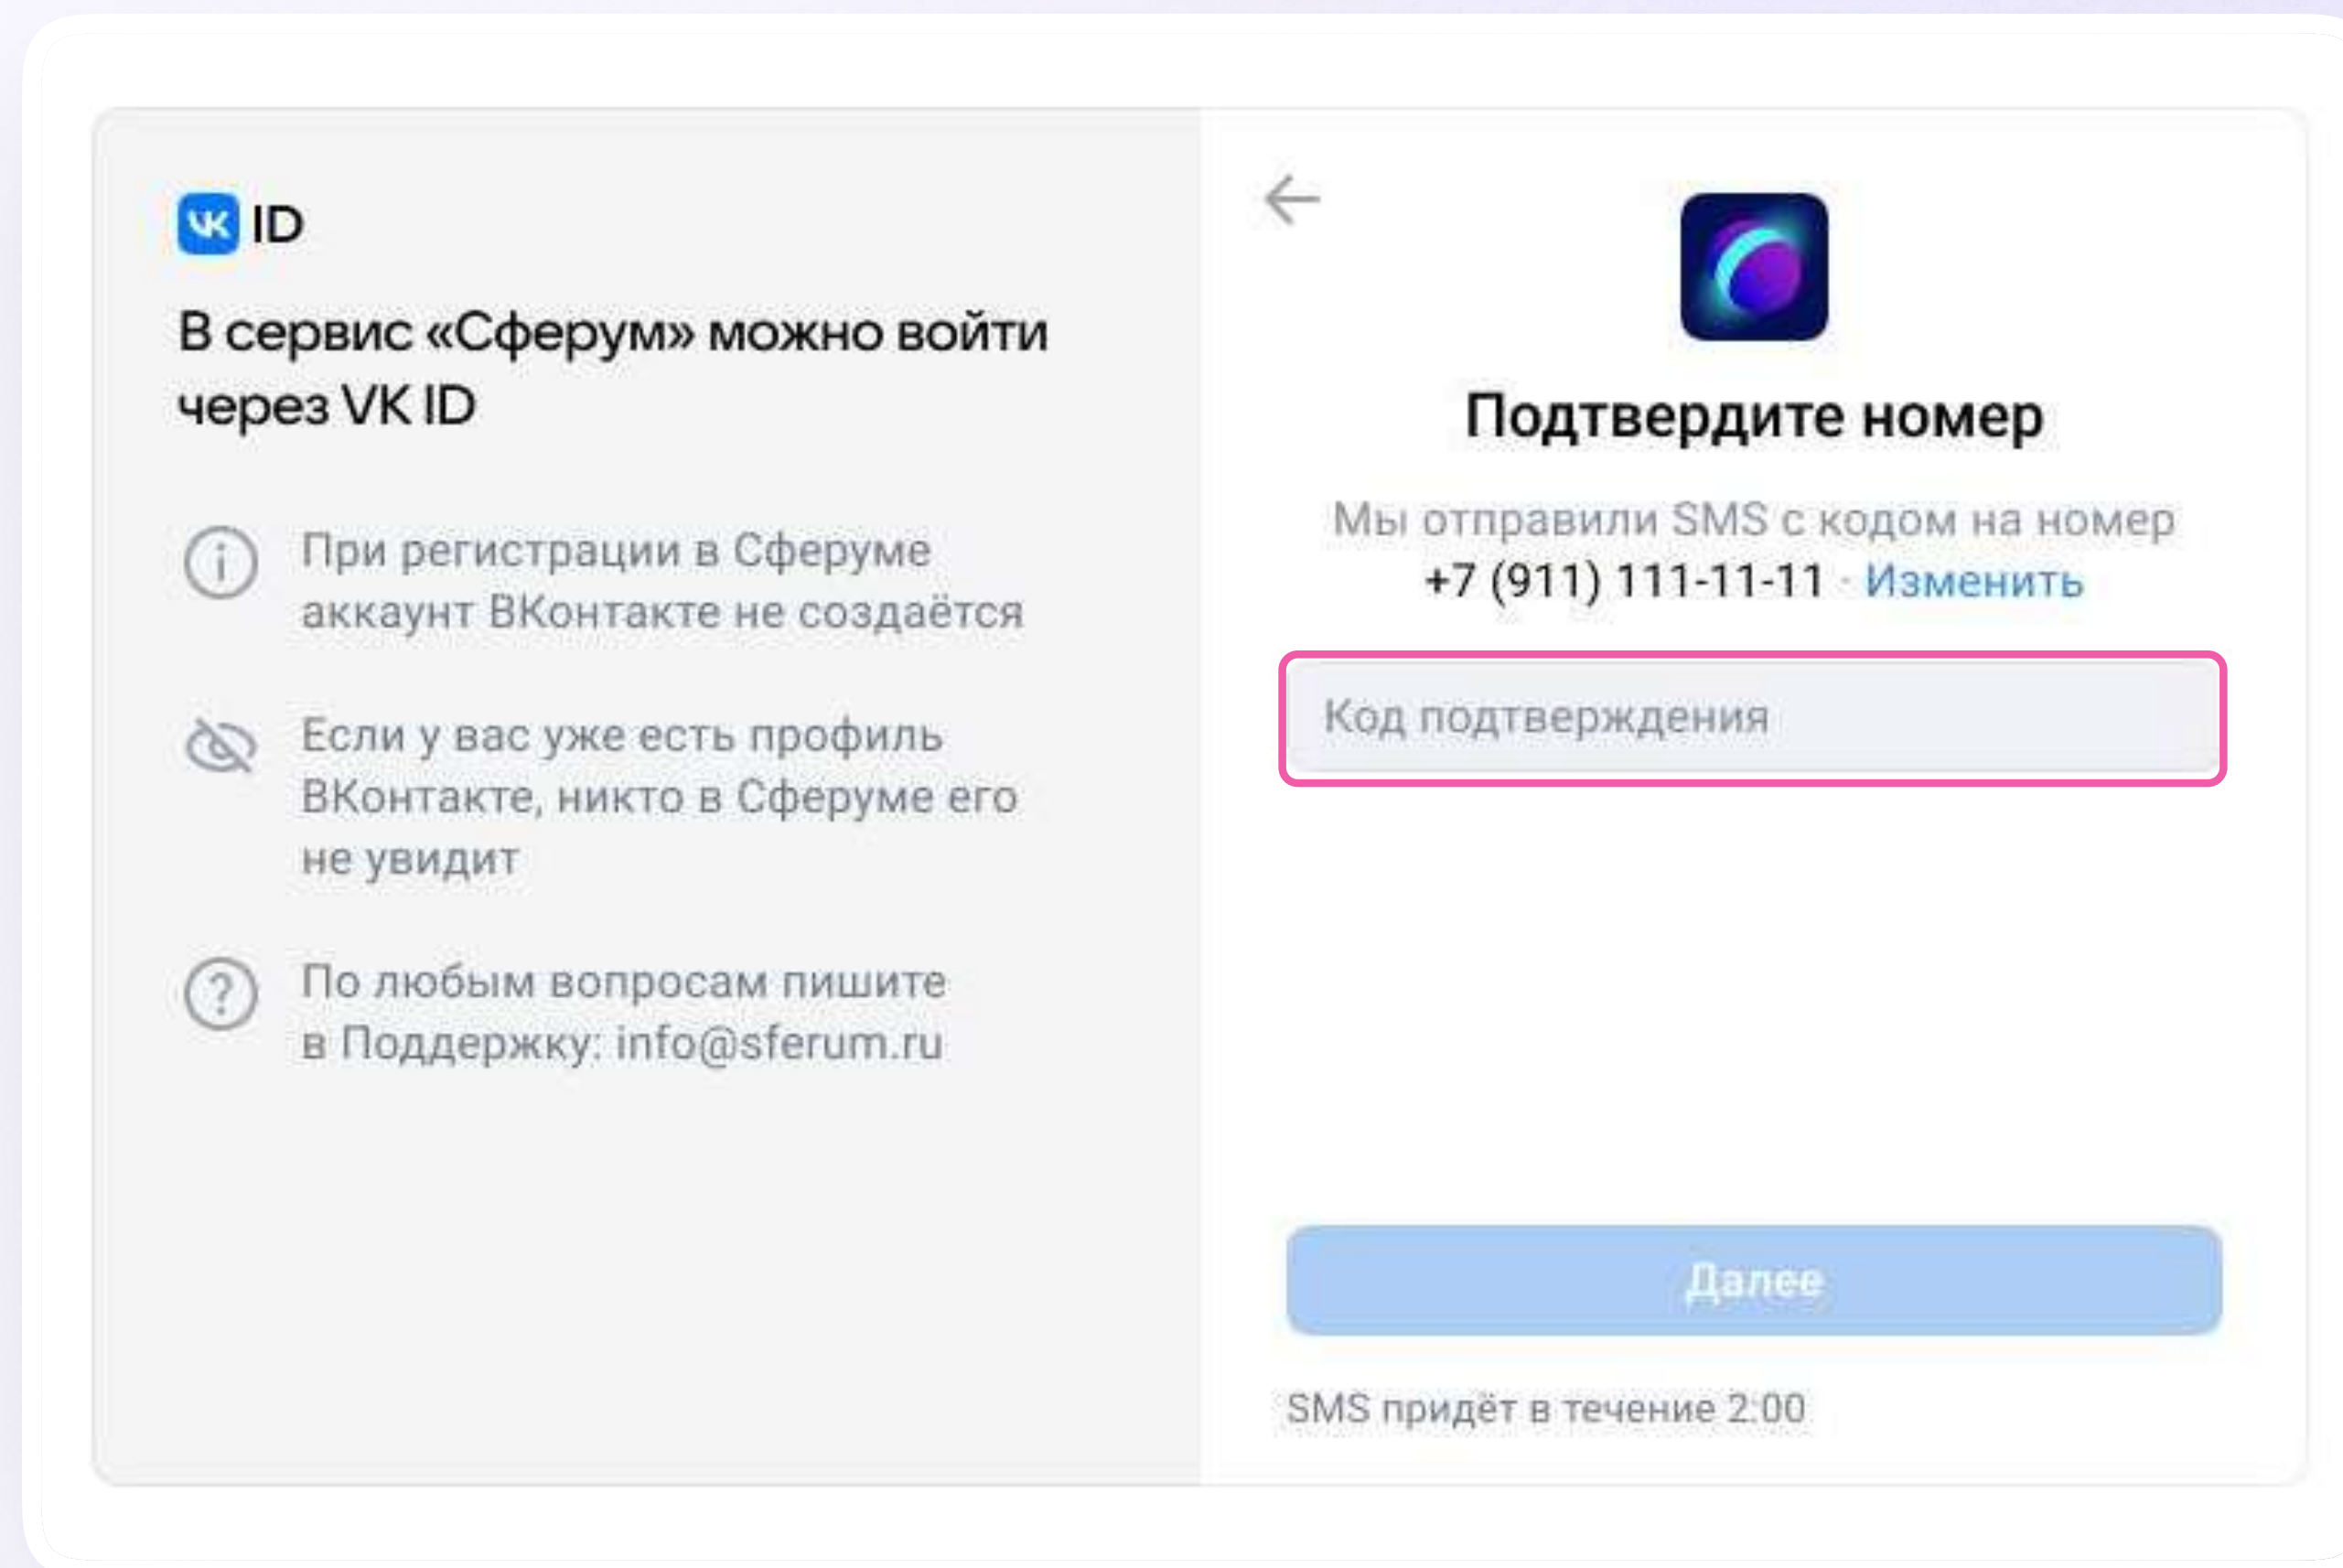 VK ID
В сервис «Сферум» можно войти
через VK ID
При регистрации в Сферуме
аккаунт ВКонтакте не создаётся
Если у вас уже есть профиль
ВКонтакте, никто в Сферуме его
не увидит
По любым вопросам пишите
в Поддержку: info@sferum.ru
Подтвердите номер
Мы отправили SMS с кодом на номер
+7 (911) 111-11-11 · Изменить
Код подтверждения
Далее
SMS придёт в течение 2:00